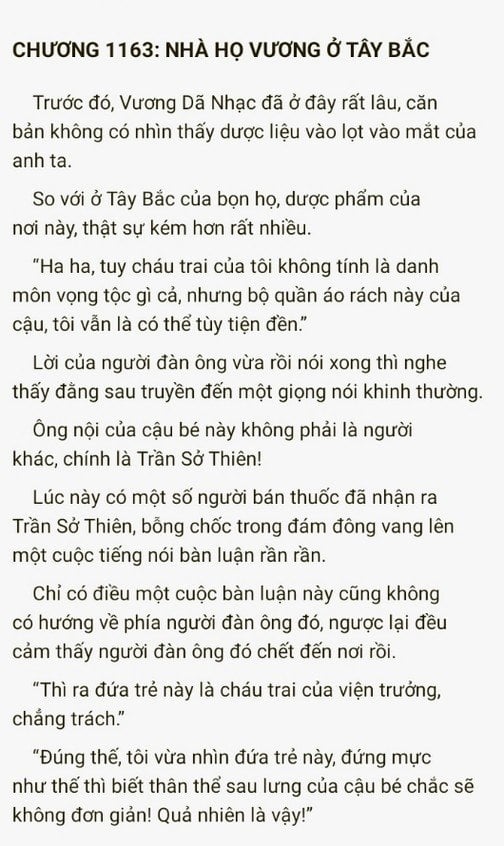 CHƯƠNG 1163: NHÀ HỌ VƯƠNG Ở TÂY BẮC
Trước đó, Vương Dã Nhạc đã ở đây rất lâu, căn
bản không có nhìn thấy dược liệu vào lọt vào mắt của
anh ta.
So với ở Tây Bắc của bọn họ, dược phẩm của
nơi này, thật sự kém hơn rất nhiều.
“Ha ha, tuy cháu trai của tôi không tính là danh
môn vọng tộc gì cả, nhưng bộ quần áo rách này của
cậu, tôi vẫn là có thể tùy tiện đền.”
Lời của người đàn ông vừa rồi nói xong thì nghe
thấy đằng sau truyền đến một giọng nói khinh thường.
Ông nội của cậu bé này không phải là người
khác, chính là Trần Sở Thiên!
Lúc này có một số người bán thuốc đã nhận ra
Trần Sở Thiên, bỗng chốc trong đám đông vang lên
một cuộc tiếng nói bàn luận rần rần.
Chỉ có điều một cuộc bàn luận này cũng không
có hướng về phía người đàn ông đó, ngược lại đều
cảm thấy người đàn ông đó chết đến nơi rồi.
“Thì ra đứa trẻ này là cháu trai của viện trưởng,
chẳng trách.”
“Đúng thế, tôi vừa nhìn đứa trẻ này, đứng mực
như thế thì biết thân thể sau lưng của cậu bé chắc sẽ
không đơn giản! Quả nhiên là vậy!”